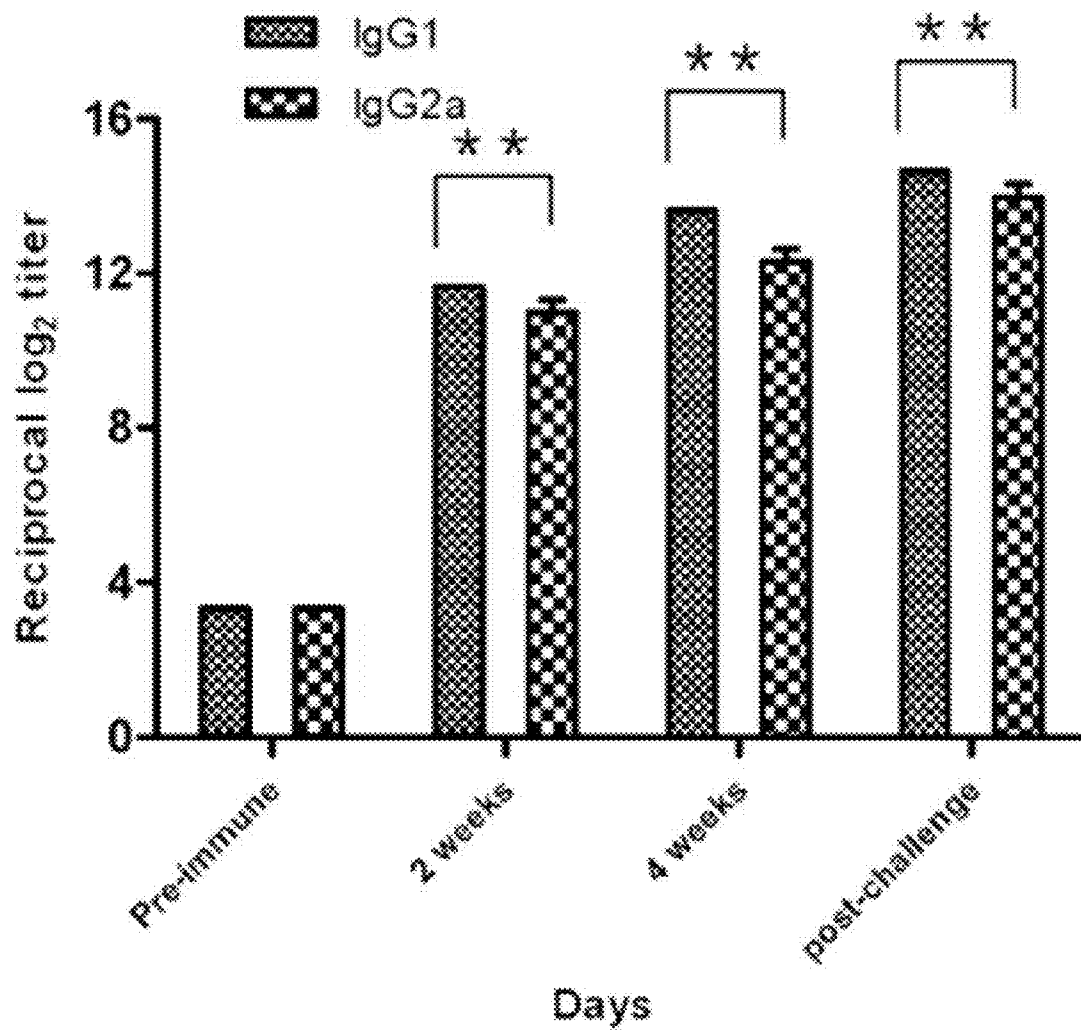 IgG1
IgG2a
* *
* *
* *
16
12
8
4
0
Reciprocal log₂ titer
Pre-immune
2 weeks
4 weeks
post-challenge
Days